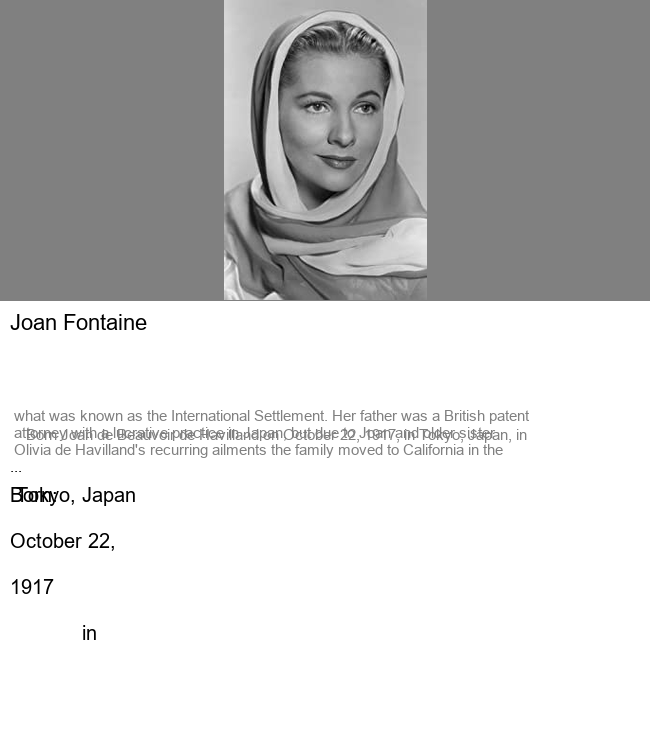 Joan Fontaine
what was known as the International Settlement. Her father was a British patent
attorney with a lucrative practice in Japan, but due to Joan and older sister
Born Joan de Beauvoir de Havilland on October 22, 1917, in Tokyo, Japan, in
Olivia de Havilland's recurring ailments the family moved to California in the
...
Born: Tokyo, Japan
October 22,
1917
in